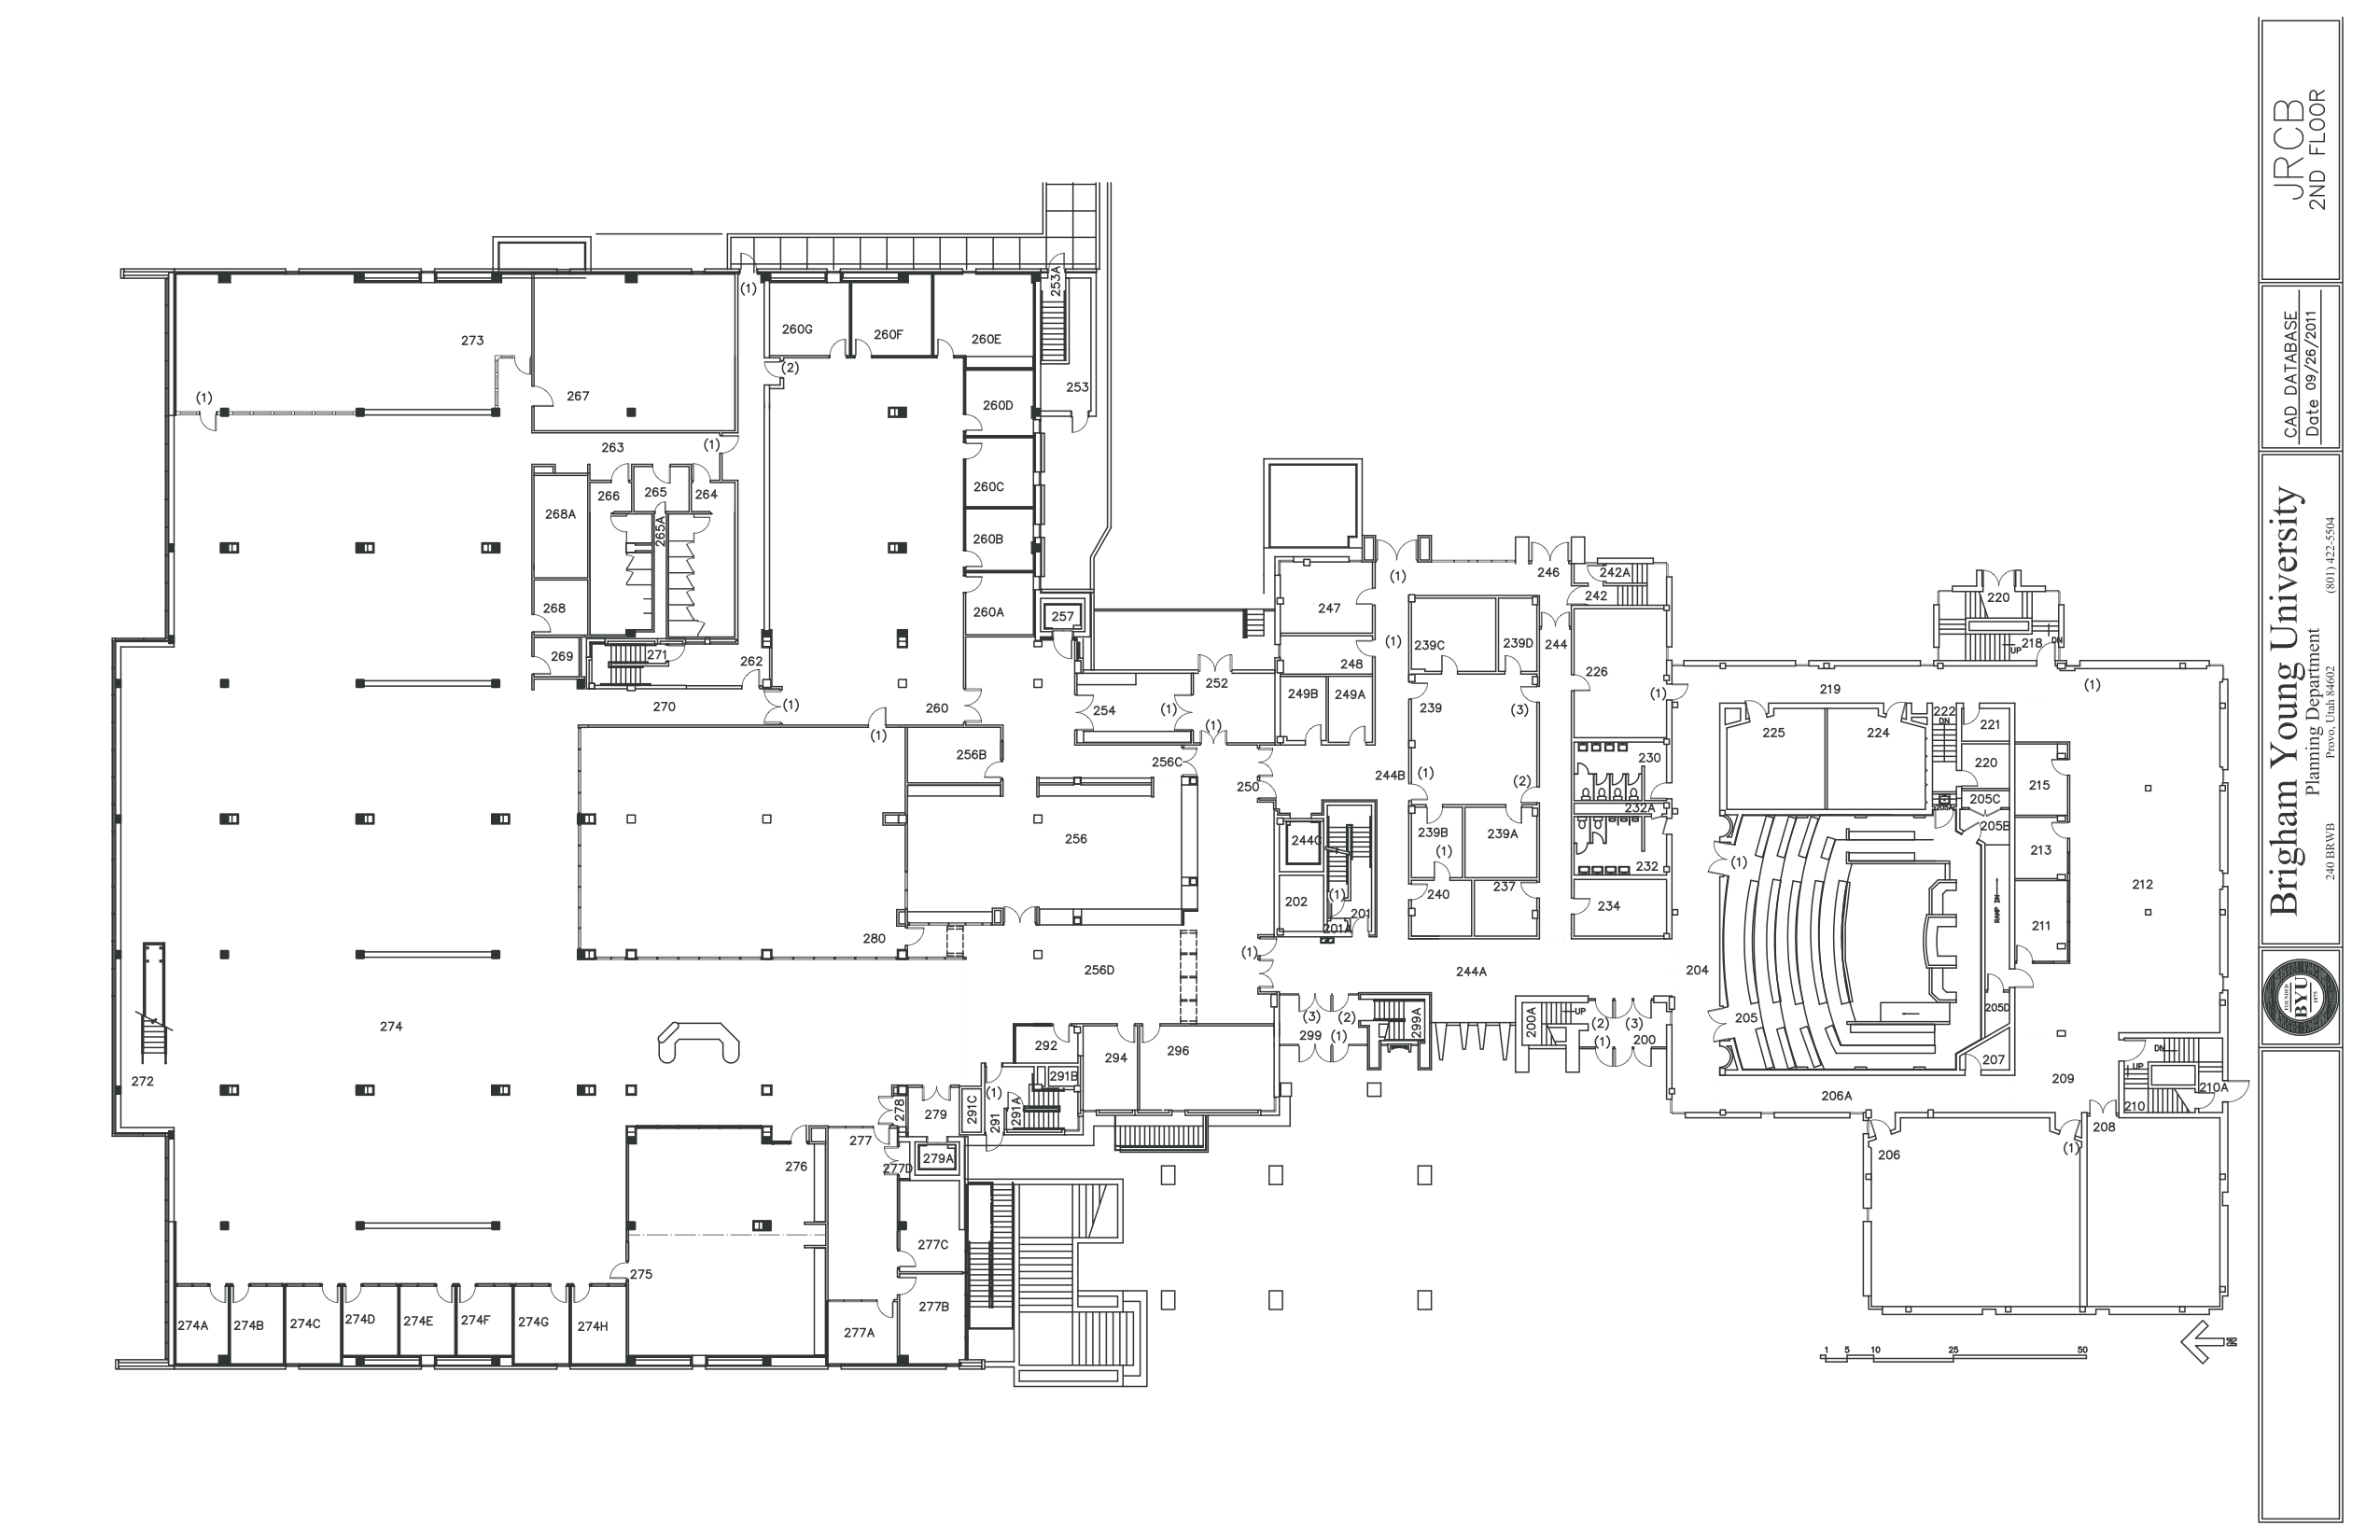 JRCB
2ND FLOOR
CAD DATABASE
Date 09/26/2011
Brigham Young University
Planning Department
240 BRWB Provo, Utah 84602 (801) 422-5504
FOUNDED
BYU
1875
253A
(1)
260G
260F
260E
273
(2)
253
(1)
267
260D
263
(1)
266
265
264
260C
268A
265A
260B
246
242A
(1)
242
220
268
260A
257
247
DN
(1)
239C
239D
244
UP
218
269
271
262
248
226
252
249B
249A
(1)
219
(1)
270
(1)
260
254
(1)
239
(3)
222
DN
221
(1)
(1)
225
224
256B
256C
250
244B
(1)
(2)
230
220
215
205C
232A
205B
256
244C
239B
239A
(1)
(1)
213
232
212
240
237
202
(1)
201
234
RAMP IN
201A
211
280
(1)
256D
244A
204
274
205D
(3)
(2)
299
(1)
299A
200A
UP
(2)
(3)
(1)
200
205
292
294
296
207
DN
272
291B
(1)
UP
209
210A
278
279
291C
291
291A
206A
210
277
208
(1)
276
277D
279A
206
277C
275
277B
274A
274B
274C
274D
274E
274F
274G
274H
277A
1 5 10 25 50
N